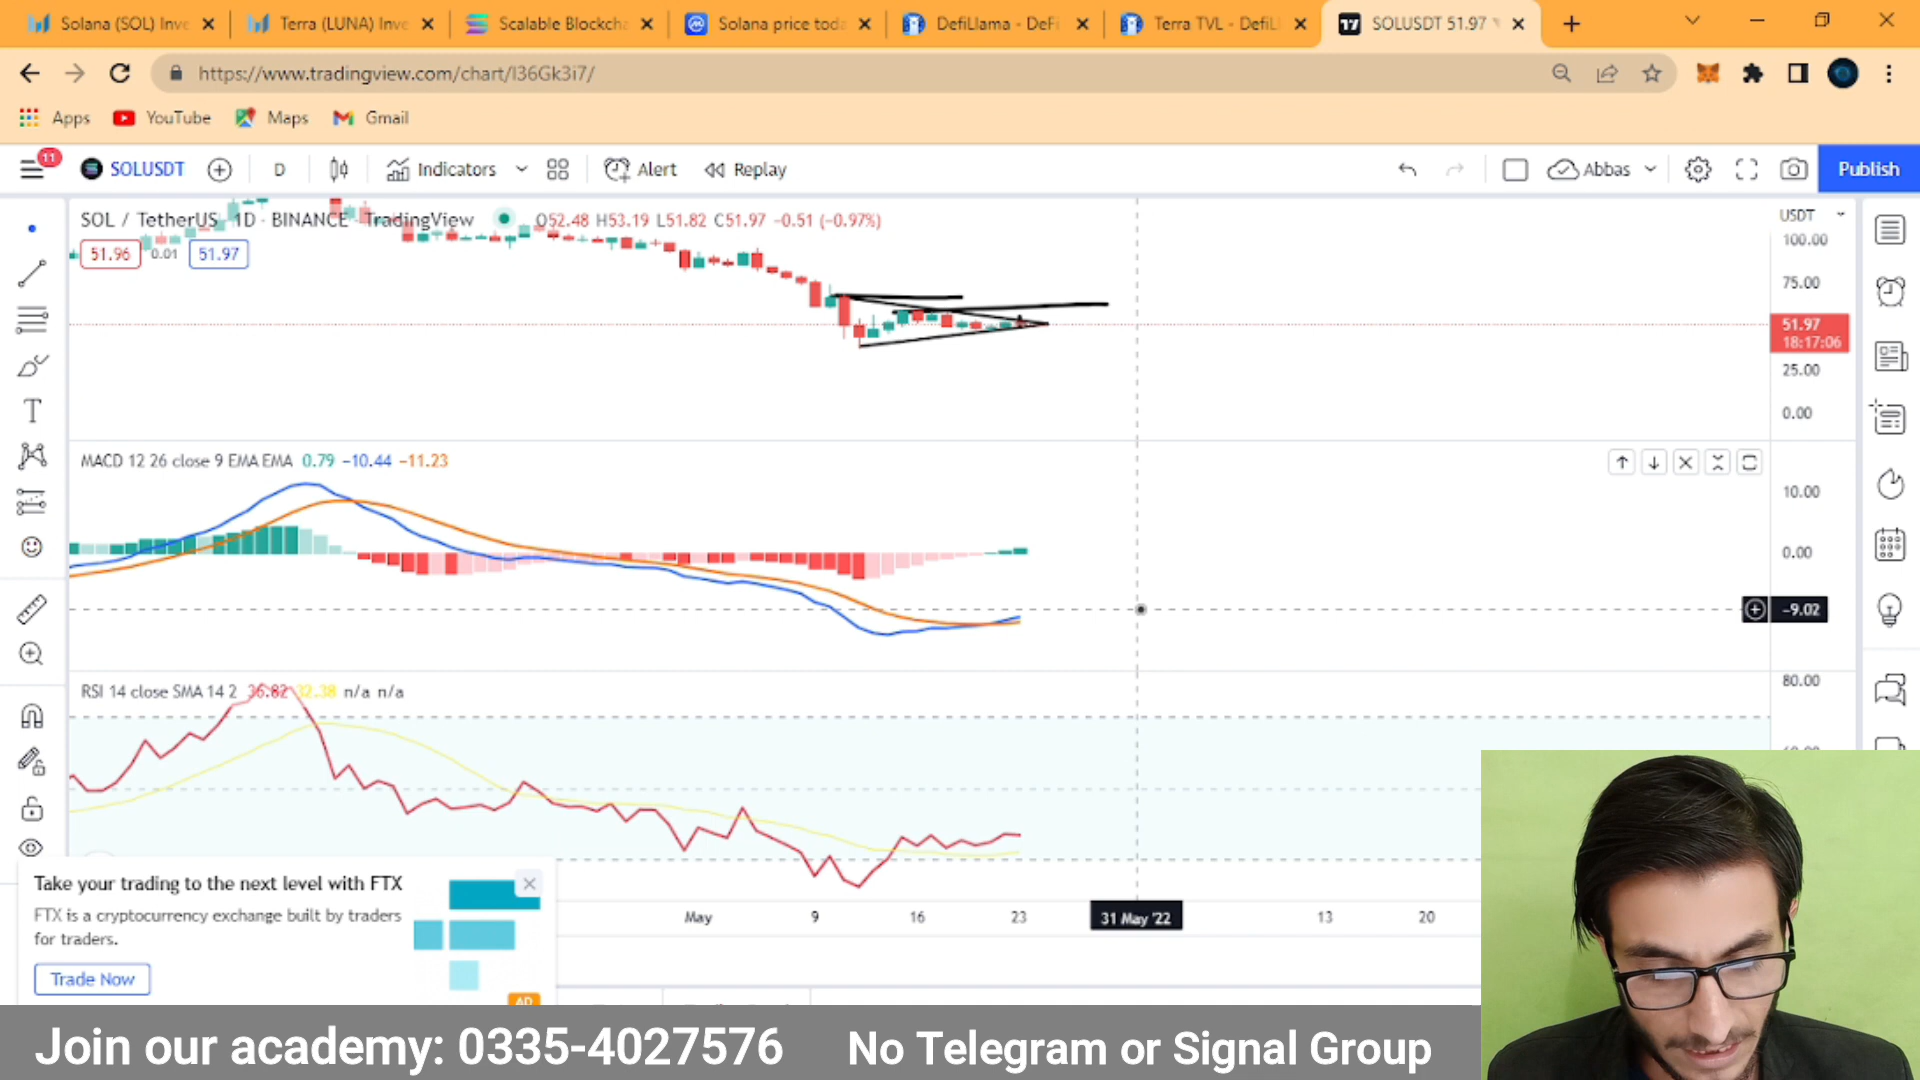 Solana (SOL) Inve
Terra (LUNA) Inve
Scalable Blockcha
Solana price toda
DefiLlama - DeFi
Terra TVL - DefiL
SOLUSDT 51.97
https://www.tradingview.com/chart/I36Gk3i7/
Apps
YouTube
Maps
Gmail
11
SOLUSDT
D
Indicators
Alert
Replay
Abbas
Publish
SOL / TetherUS 1D · BINANCE · TradingView
O52.48 H53.19 L51.82 C51.97 -0.51 (-0.97%)
51.96
0.01
51.97
USDT
100.00
75.00
51.97
18:17:06
25.00
0.00
MACD 12 26 close 9 EMA EMA 0.79 -10.44 -11.23
10.00
0.00
-9.02
RSI 14 close SMA 14 2 36.82 32.38 n/a n/a
80.00
May
9
16
23
31 May '22
13
20
Take your trading to the next level with FTX
FTX is a cryptocurrency exchange built by traders
for traders.
Trade Now
AD
Join our academy: 0335-4027576
No Telegram or Signal Group